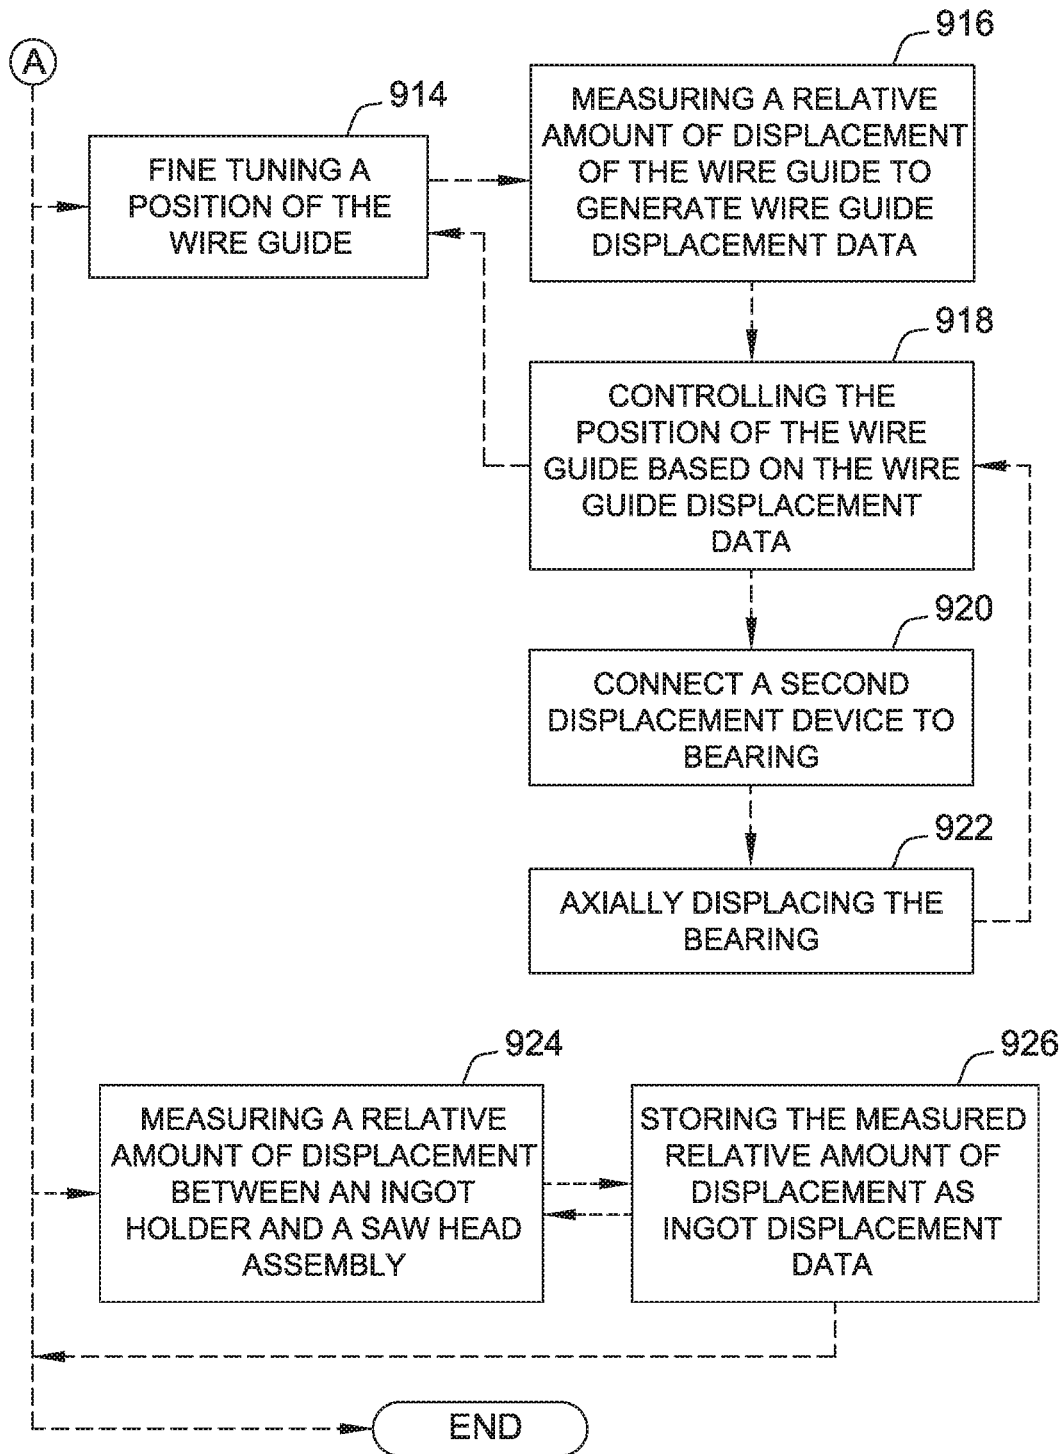 A
914
FINE TUNING A
POSITION OF THE
WIRE GUIDE
916
MEASURING A RELATIVE
AMOUNT OF DISPLACEMENT
OF THE WIRE GUIDE TO
GENERATE WIRE GUIDE
DISPLACEMENT DATA
918
CONTROLLING THE
POSITION OF THE WIRE
GUIDE BASED ON THE WIRE
GUIDE DISPLACEMENT
DATA
920
CONNECT A SECOND
DISPLACEMENT DEVICE TO
BEARING
922
AXIALLY DISPLACING THE
BEARING
924
MEASURING A RELATIVE
AMOUNT OF DISPLACEMENT
BETWEEN AN INGOT
HOLDER AND A SAW HEAD
ASSEMBLY
926
STORING THE MEASURED
RELATIVE AMOUNT OF
DISPLACEMENT AS
INGOT DISPLACEMENT
DATA
END